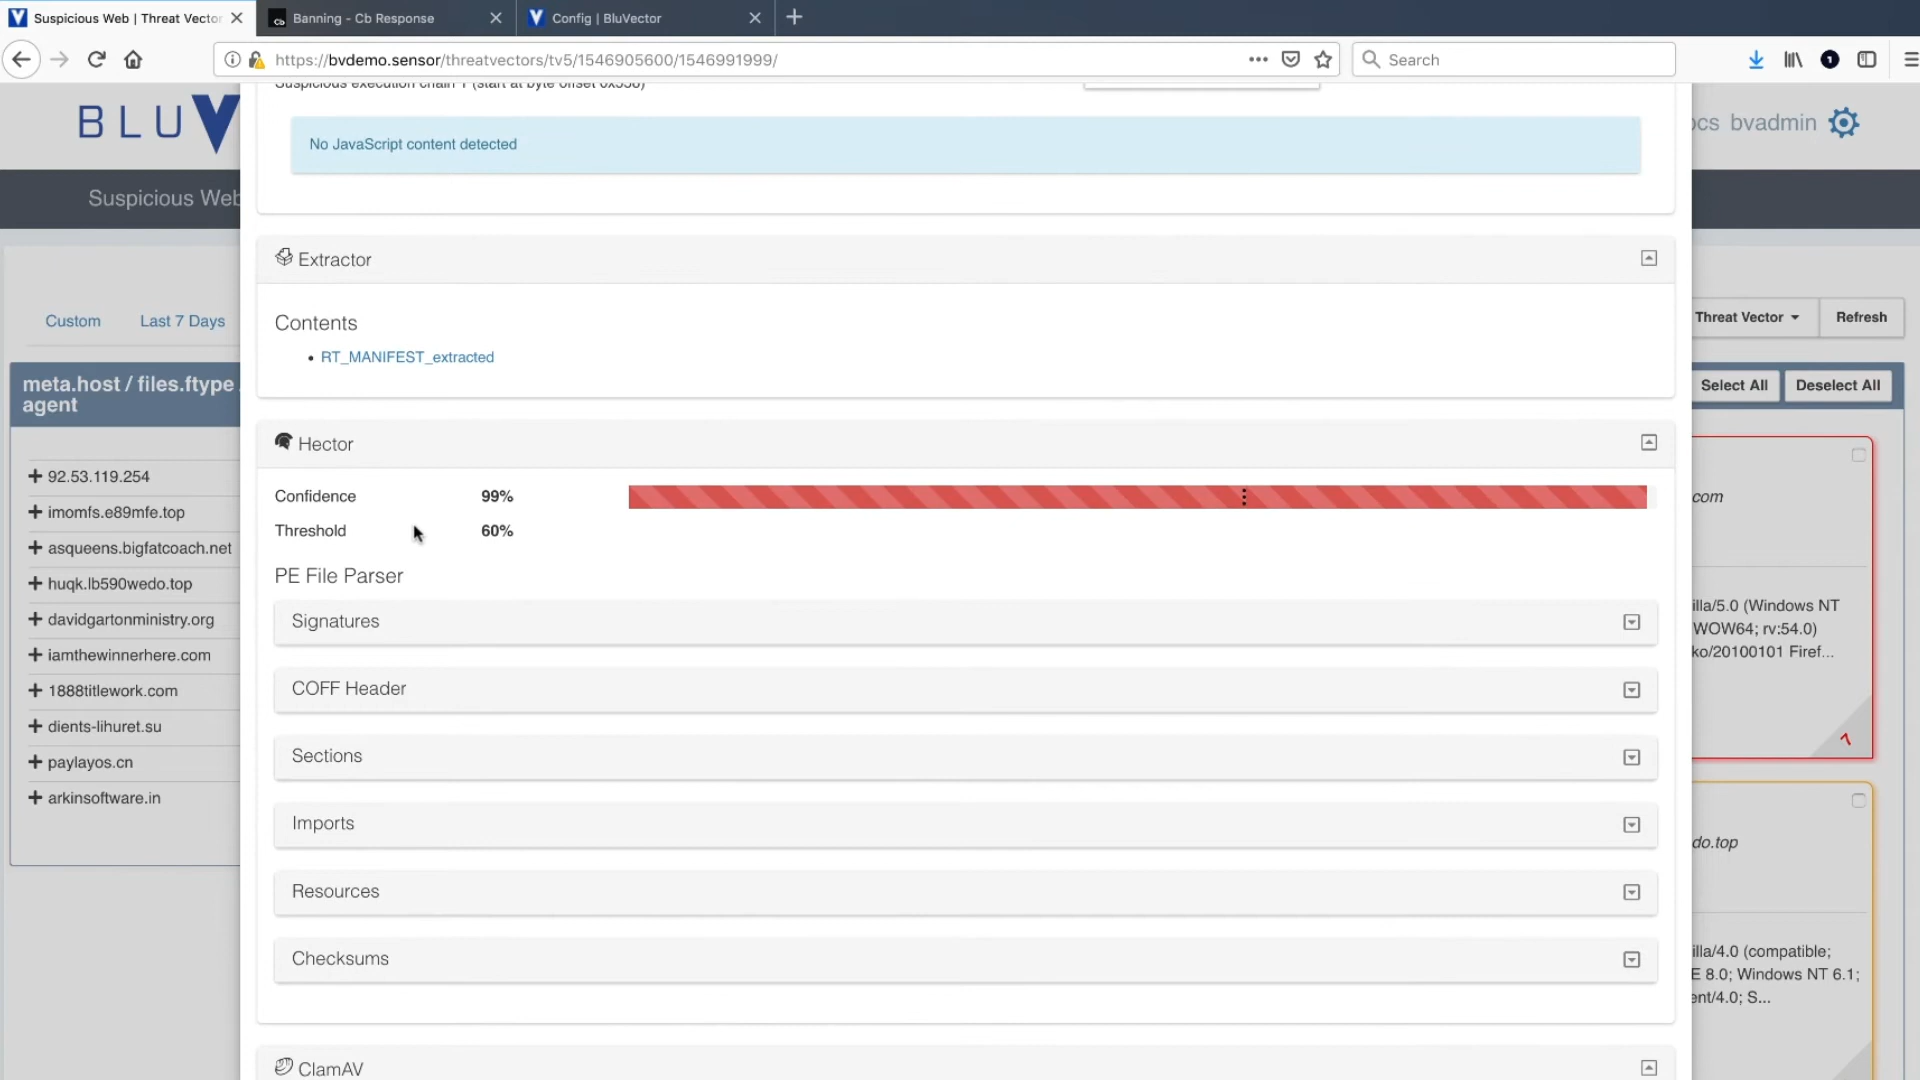 Suspicious Web | Threat Vector
Banning - Cb Response
Config | BluVector
https://bvdemo.sensor/threatvectors/tv5/1546905600/1546991999/
Search
Suspicious execution chain 1 (start at byte offset 0x558)
BLUV
bvadmin
No JavaScript content detected
Suspicious Web
Extractor
Contents
RT_MANIFEST_extracted
Custom
Last 7 Days
Threat Vector
Refresh
meta.host / files.ftype
agent
Select All
Deselect All
Hector
Confidence 99%
Threshold 60%
PE File Parser
Signatures
COFF Header
Sections
Imports
Resources
Checksums
ClamAV
92.53.119.254
imomfs.e89mfe.top
asqueens.bigfatcoach.net
huqk.lb590wedo.top
davidgartonministry.org
iamthewinnerhere.com
1888titlework.com
dients-lihuret.su
paylayos.cn
arkinsoftware.in
com
illa/5.0 (Windows NT
WOW64; rv:54.0)
ko/20100101 Firef...
7
do.top
illa/4.0 (compatible;
E 8.0; Windows NT 6.1;
ent/4.0; S...